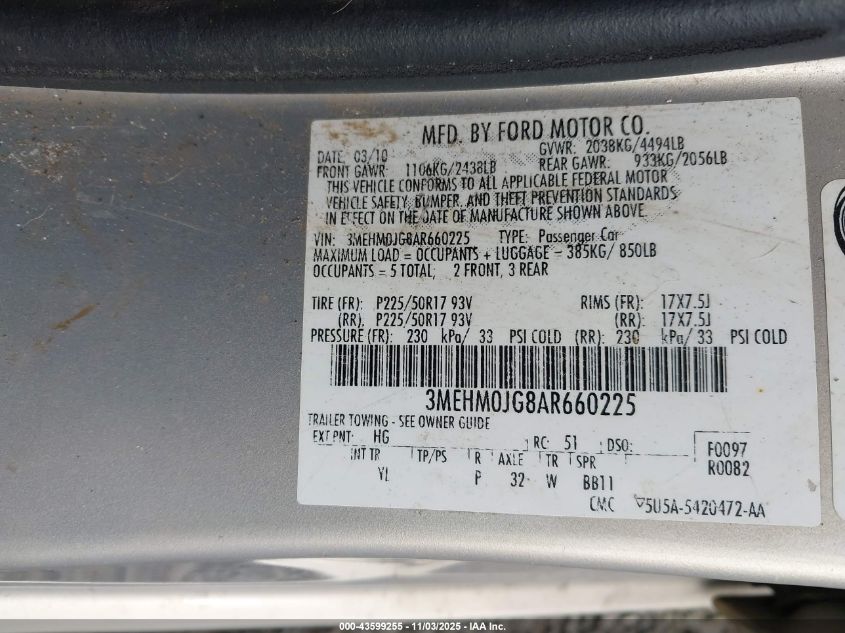 MFD. BY FORD MOTOR CO.
DATE: 03/10 GVWR: 2038KG/4494LB
FRONT GAWR: 1106KG/2438LB REAR GAWR: 933KG/2056LB
THIS VEHICLE CONFORMS TO ALL APPLICABLE FEDERAL MOTOR
VEHICLE SAFETY, BUMPER, AND THEFT PREVENTION STANDARDS
IN EFFECT ON THE DATE OF MANUFACTURE SHOWN ABOVE.
VIN: 3MEHM0JG8AR660225 TYPE: Passenger Car
MAXIMUM LOAD = OCCUPANTS + LUGGAGE = 385KG/ 850LB
OCCUPANTS = 5 TOTAL, 2 FRONT, 3 REAR
TIRE (FR): P225/50R17 93V RIMS (FR): 17X7.5J
(RR): P225/50R17 93V (RR): 17X7.5J
PRESSURE (FR): 230 kPa/ 33 PSI COLD (RR): 230 kPa/ 33 PSI COLD
3MEHM0JG8AR660225
TRAILER TOWING - SEE OWNER GUIDE
EXT PNT: HG RC: 51 DSO: F0097
R0082
INT TR TP/PS R AXLE TR SPR
YL P 32 W BB11
CMC ▽5U5A-5420472-AA
000-43599255 - 11/03/2025 - IAA Inc.